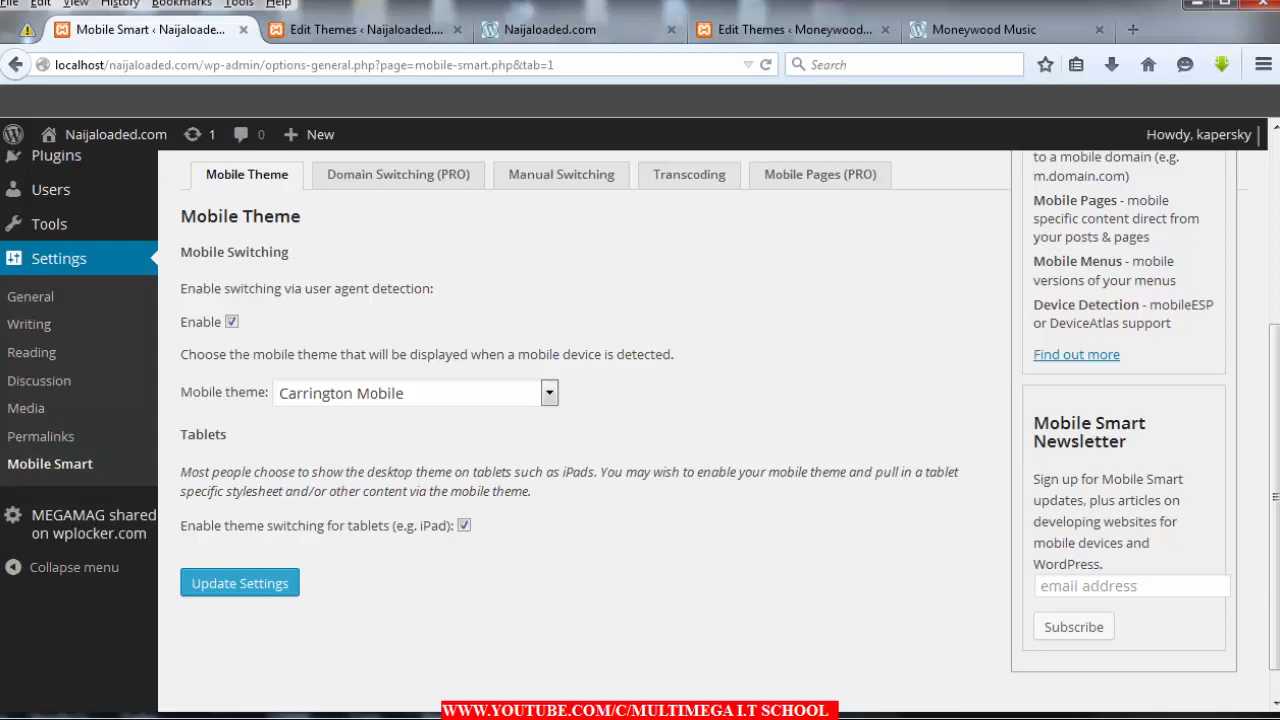 File Edit View History Bookmarks Tools Help
Mobile Smart ‹ Naijaloade...
Edit Themes ‹ Naijaloaded....
Naijaloaded.com
Edit Themes ‹ Moneywood...
Moneywood Music
localhost/naijaloaded.com/wp-admin/options-general.php?page=mobile-smart.php&tab=1
Search
Naijaloaded.com
1
0
New
Howdy, kapersky
Plugins
Users
Tools
Settings
General
Writing
Reading
Discussion
Media
Permalinks
Mobile Smart
MEGAMAG shared
on wplocker.com
Collapse menu
Mobile Theme
Domain Switching (PRO)
Manual Switching
Transcoding
Mobile Pages (PRO)
Mobile Theme
Mobile Switching
Enable switching via user agent detection:
Enable
Choose the mobile theme that will be displayed when a mobile device is detected.
Mobile theme: Carrington Mobile
Tablets
Most people choose to show the desktop theme on tablets such as iPads. You may wish to enable your mobile theme and pull in a tablet
specific stylesheet and/or other content via the mobile theme.
Enable theme switching for tablets (e.g. iPad):
Update Settings
to a mobile domain (e.g.
m.domain.com)
Mobile Pages - mobile
specific content direct from
your posts & pages
Mobile Menus - mobile
versions of your menus
Device Detection - mobileESP
or DeviceAtlas support
Find out more
Mobile Smart
Newsletter
Sign up for Mobile Smart
updates, plus articles on
developing websites for
mobile devices and
WordPress.
email address
Subscribe
WWW.YOUTUBE.COM/C/MULTIMEGA I.T SCHOOL